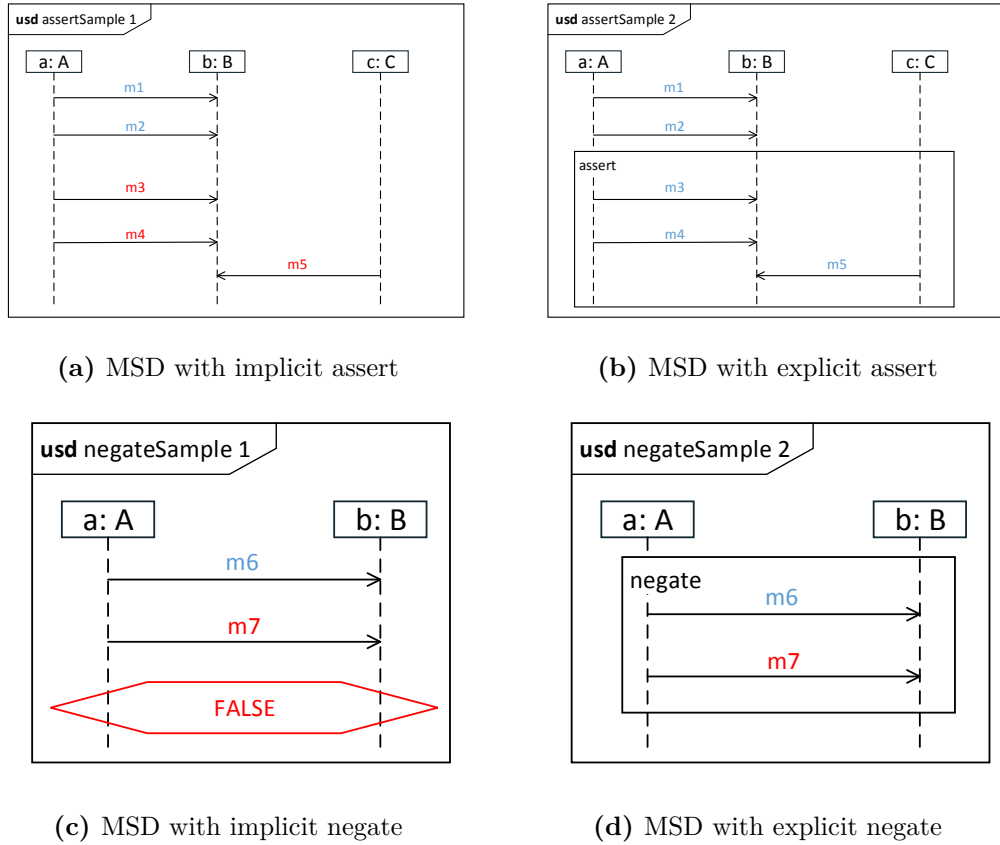 usd assertSample 1
a: A b: B c: C
m1
m2
m3
m4
m5
(a) MSD with implicit assert
usd assertSample 2
a: A b: B c: C
m1
m2
assert
m3
m4
m5
(b) MSD with explicit assert
usd negateSample 1
a: A b: B
m6
m7
FALSE
(c) MSD with implicit negate
usd negateSample 2
a: A b: B
negate
m6
m7
(d) MSD with explicit negate